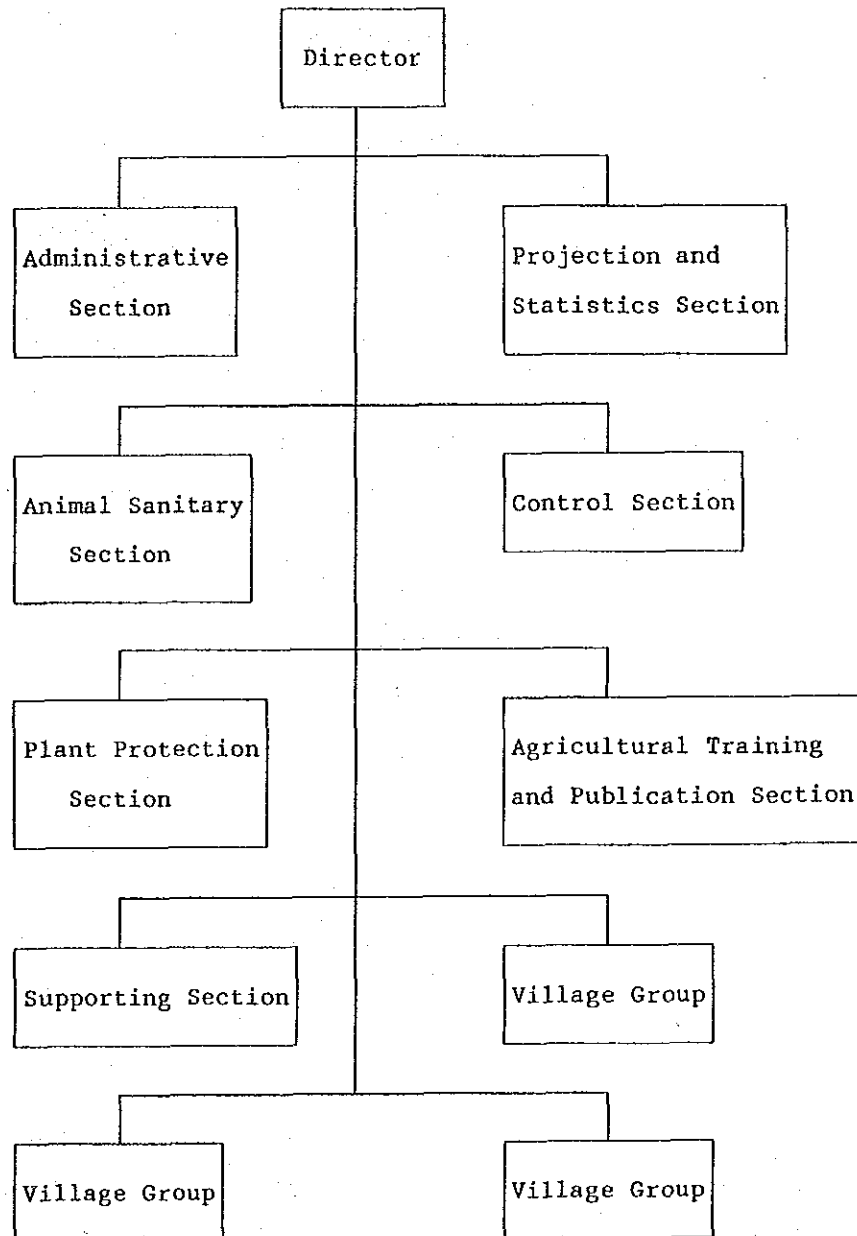 Director
Administrative
Section
Projection and
Statistics Section
Animal Sanitary
Section
Control Section
Plant Protection
Section
Agricultural Training
and Publication Section
Supporting Section
Village Group
Village Group
Village Group